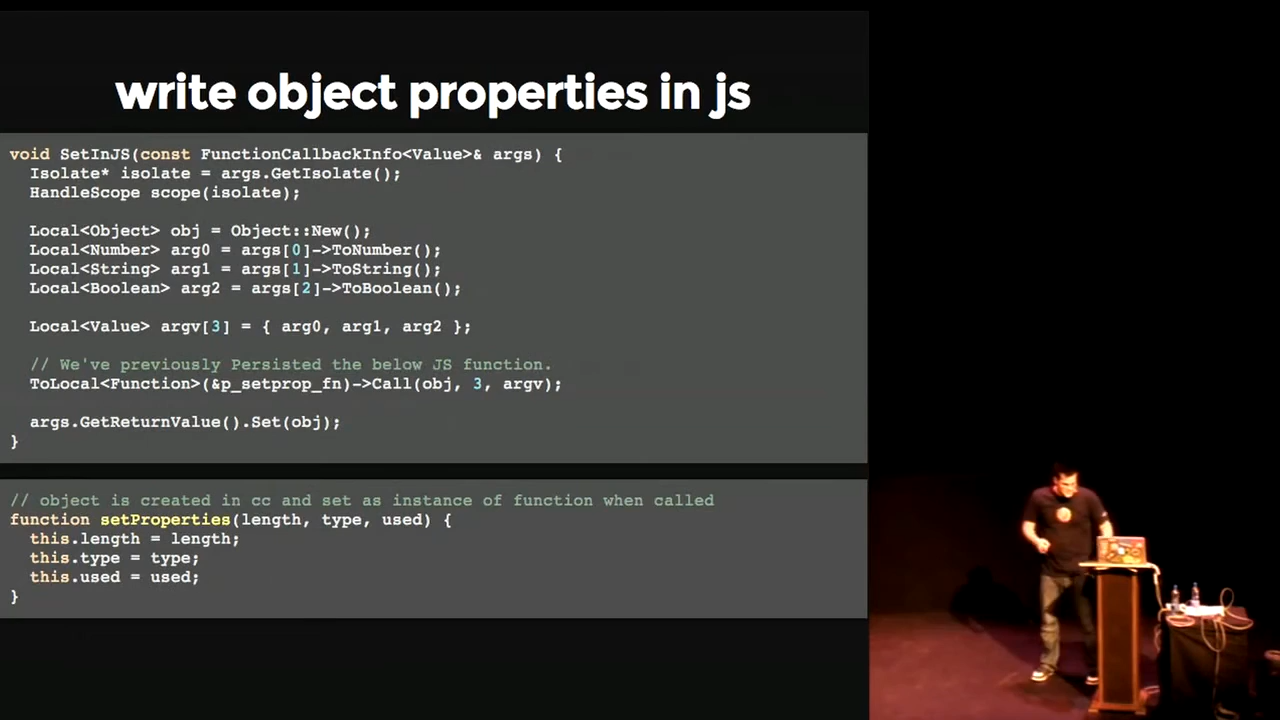 write object properties in js
void SetInJS(const FunctionCallbackInfo<Value>& args) {
  Isolate* isolate = args.GetIsolate();
  HandleScope scope(isolate);
  Local<Object> obj = Object::New();
  Local<Number> arg0 = args[0]->ToNumber();
  Local<String> arg1 = args[1]->ToString();
  Local<Boolean> arg2 = args[2]->ToBoolean();
  Local<Value> argv[3] = { arg0, arg1, arg2 };
  // We've previously Persisted the below JS function.
  ToLocal<Function>(&p_setprop_fn)->Call(obj, 3, argv);
  args.GetReturnValue().Set(obj);
}
// object is created in cc and set as instance of function when called
function setProperties(length, type, used) {
  this.length = length;
  this.type = type;
  this.used = used;
}